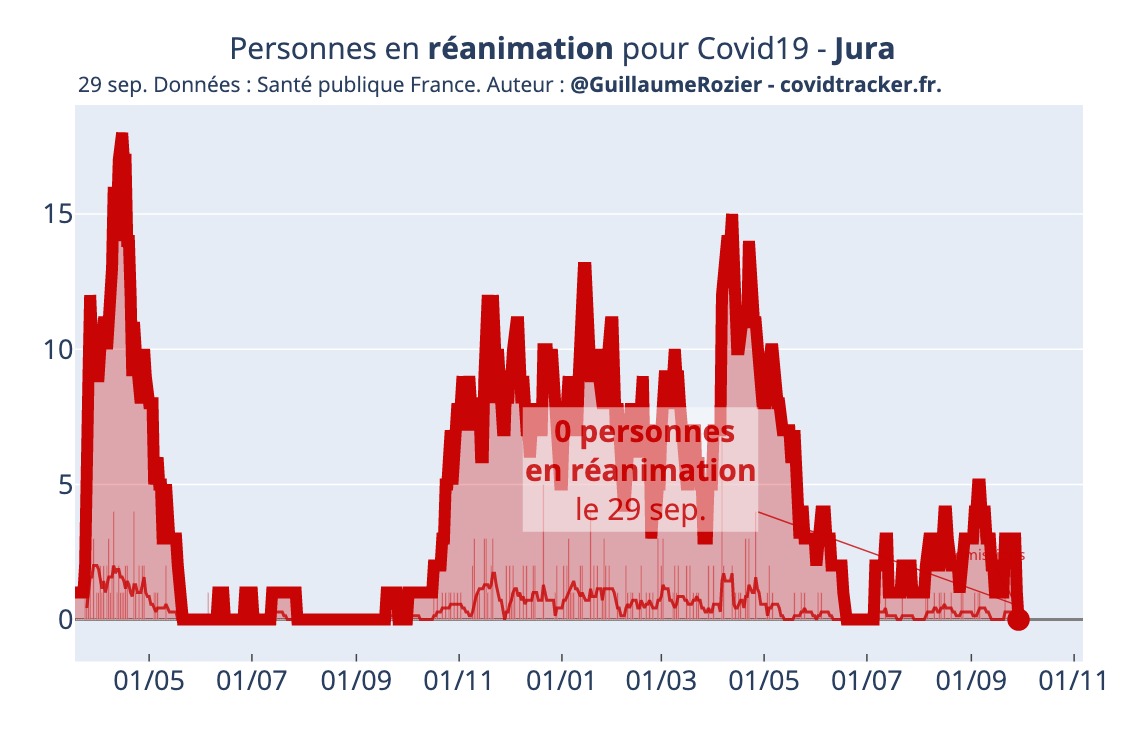 Personnes en réanimation pour Covid19 - Jura
29 sep. Données : Santé publique France. Auteur : @GuillaumeRozier - covidtracker.fr.
15
10
5
0
0 personnes
en réanimation
le 29 sep.
01/05
01/07
01/09
01/11
01/01
01/03
01/05
01/07
01/09
01/11